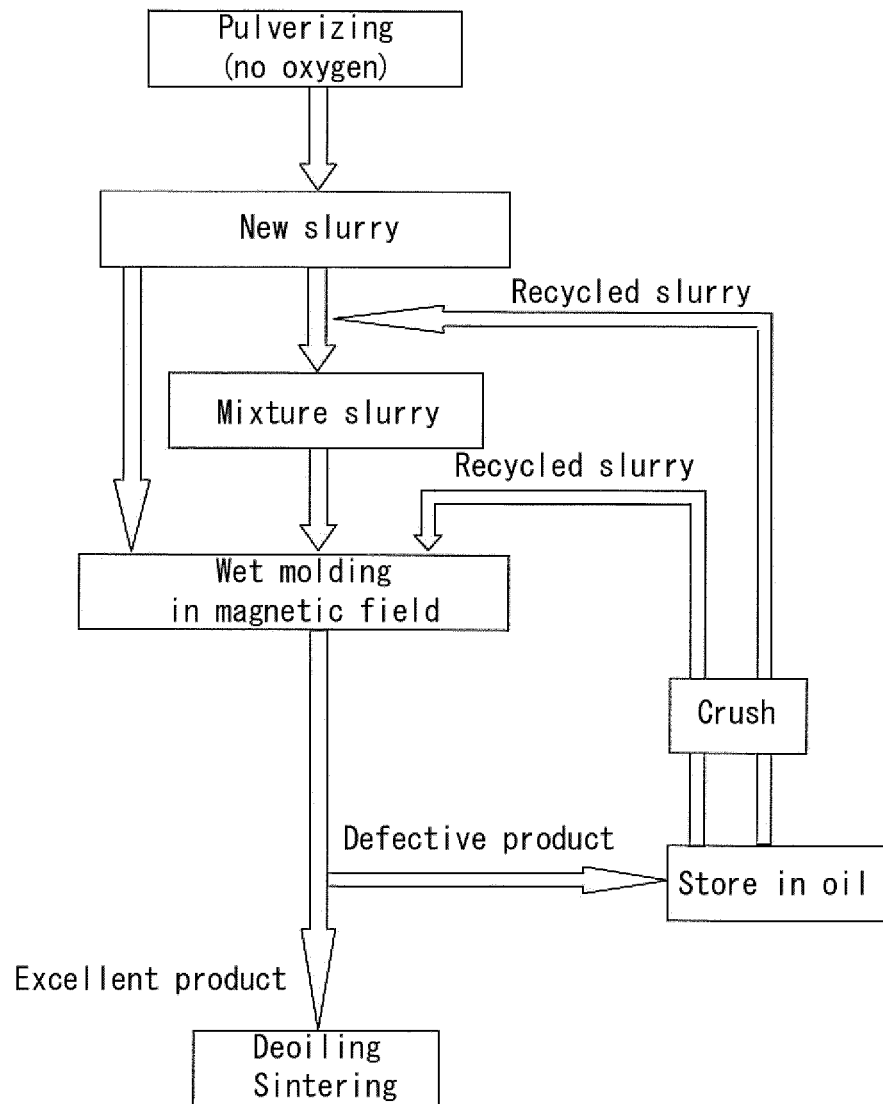 Pulverizing
(no oxygen)
New slurry
Recycled slurry
Mixture slurry
Recycled slurry
Wet molding
in magnetic field
Crush
Defective product
Store in oil
Excellent product
Deoiling
Sintering